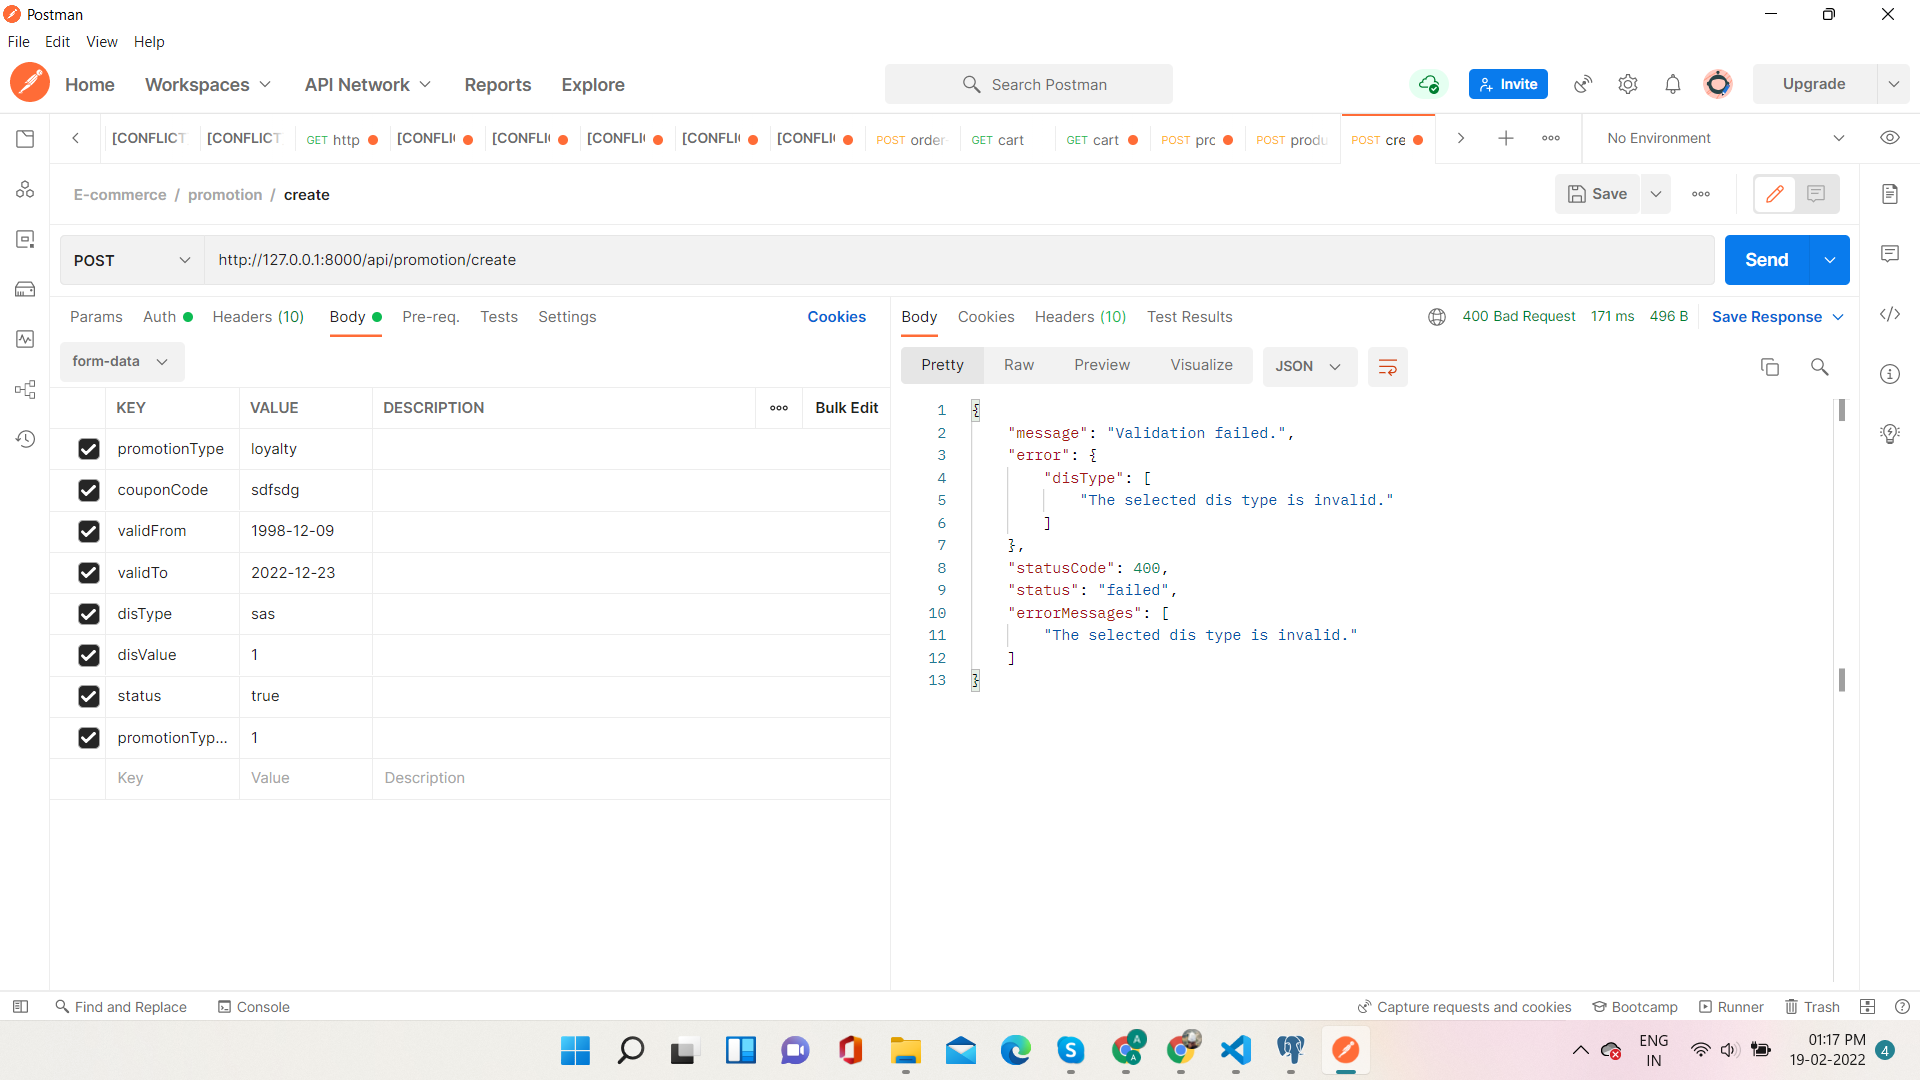 Postman
File Edit View Help
Home Workspaces API Network Reports Explore Search Postman Invite Upgrade
[CONFLICT [CONFLICT GET http [CONFLI [CONFLI [CONFLI [CONFLI [CONFLI POST order- GET cart GET cart POST prc POST produ POST cre No Environment
E-commerce / promotion / create Save
POST http://127.0.0.1:8000/api/promotion/create Send
Params Auth Headers (10) Body Pre-req. Tests Settings Cookies
form-data
KEY VALUE DESCRIPTION Bulk Edit
promotionType loyalty
couponCode sdfsdg
validFrom 1998-12-09
validTo 2022-12-23
disType sas
disValue 1
status true
promotionTyp... 1
Key Value Description
Body Cookies Headers (10) Test Results 400 Bad Request 171 ms 496 B Save Response
Pretty Raw Preview Visualize JSON
1 {
2 "message": "Validation failed.",
3 "error": {
4 "disType": [
5 "The selected dis type is invalid."
6 ]
7 },
8 "statusCode": 400,
9 "status": "failed",
10 "errorMessages": [
11 "The selected dis type is invalid."
12 ]
13 }
Find and Replace Console Capture requests and cookies Bootcamp Runner Trash
A
A
ENG
IN
01:17 PM
19-02-2022
4